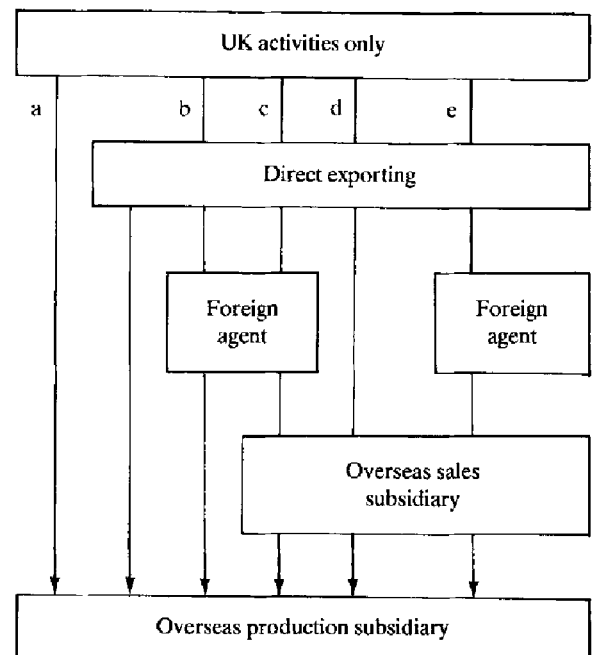 UK activities only
a b c d e
Direct exporting
Foreign
agent
Foreign
agent
Overseas sales
subsidiary
Overseas production subsidiary